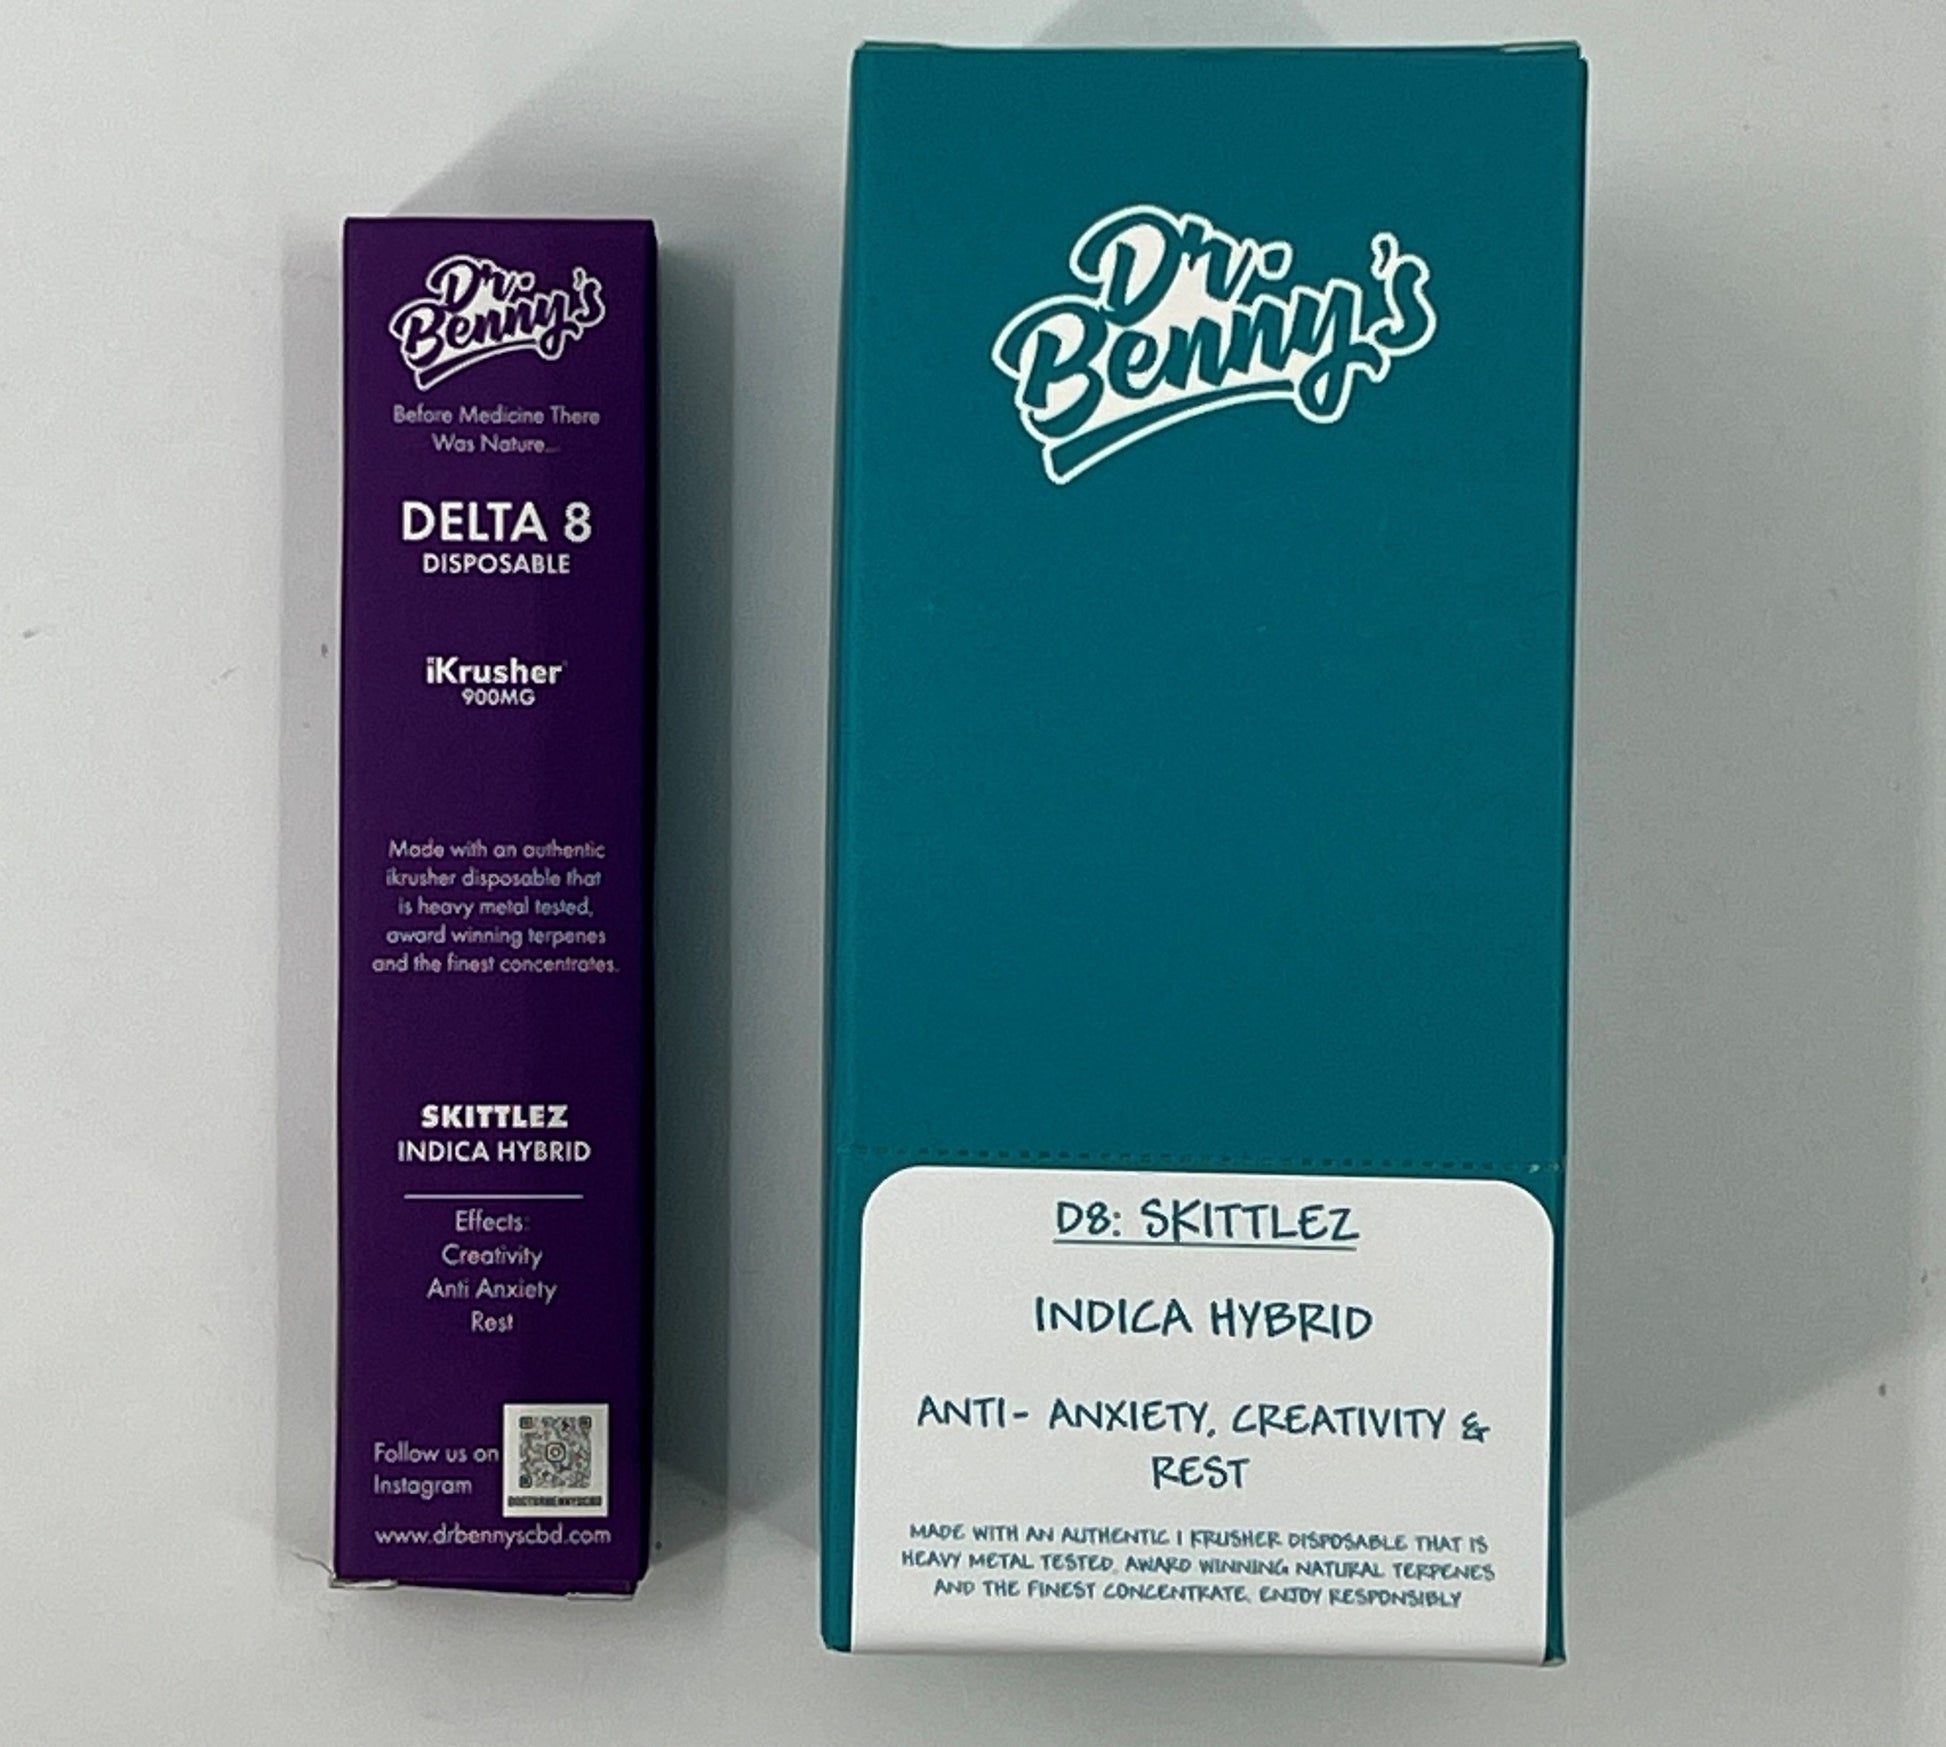 Dr.
Benny's
Before Medicine There
Was Nature...
DELTA 8
DISPOSABLE
iKrusher
900MG
Made with an authentic
ikrusher disposable that
is heavy metal tested,
award winning terpenes
and the finest concentrates.
SKITTLEZ
INDICA HYBRID
Effects:
Creativity
Anti Anxiety
Rest
Follow us on
Instagram
DOCTORBENNYSCBD
www.drbennyscbd.com
Dr.
Benny's
D8: SKITTLEZ
INDICA HYBRID
ANTI- ANXIETY, CREATIVITY &
REST
MADE WITH AN AUTHENTIC I KRUSHER DISPOSABLE THAT IS
HEAVY METAL TESTED, AWARD WINNING NATURAL TERPENES
AND THE FINEST CONCENTRATE. ENJOY RESPONSIBLY